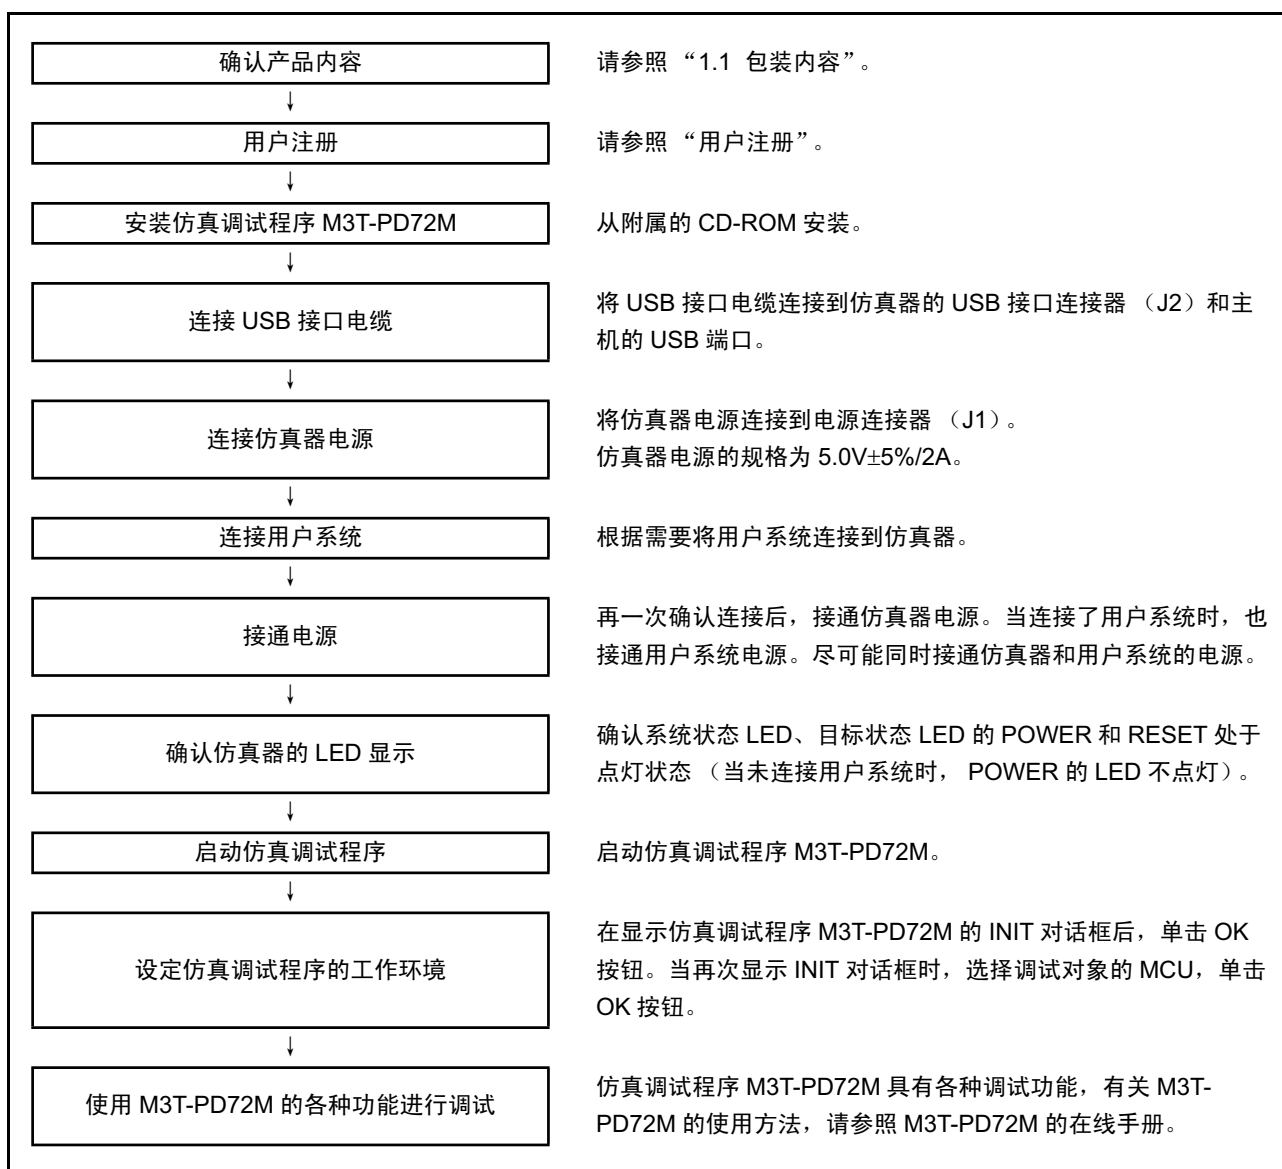 确认产品内容
请参照 “1.1 包装内容”。
↓
用户注册
请参照 “用户注册”。
↓
安装仿真调试程序 M3T-PD72M
从附属的 CD-ROM 安装。
↓
连接 USB 接口电缆
将 USB 接口电缆连接到仿真器的 USB 接口连接器 （J2）和主
机的 USB 端口。
↓
连接仿真器电源
将仿真器电源连接到电源连接器 （J1）。
仿真器电源的规格为 5.0V±5%/2A。
↓
连接用户系统
根据需要将用户系统连接到仿真器。
↓
接通电源
再一次确认连接后，接通仿真器电源。当连接了用户系统时，也
接通用户系统电源。尽可能同时接通仿真器和用户系统的电源。
↓
确认仿真器的 LED 显示
确认系统状态 LED、目标状态 LED 的 POWER 和 RESET 处于
点灯状态 （当未连接用户系统时， POWER 的 LED 不点灯）。
↓
启动仿真调试程序
启动仿真调试程序 M3T-PD72M。
↓
设定仿真调试程序的工作环境
在显示仿真调试程序 M3T-PD72M 的 INIT 对话框后，单击 OK
按钮。当再次显示 INIT 对话框时，选择调试对象的 MCU，单击
OK 按钮。
↓
使用 M3T-PD72M 的各种功能进行调试
仿真调试程序 M3T-PD72M 具有各种调试功能，有关 M3T-
PD72M 的使用方法，请参照 M3T-PD72M 的在线手册。